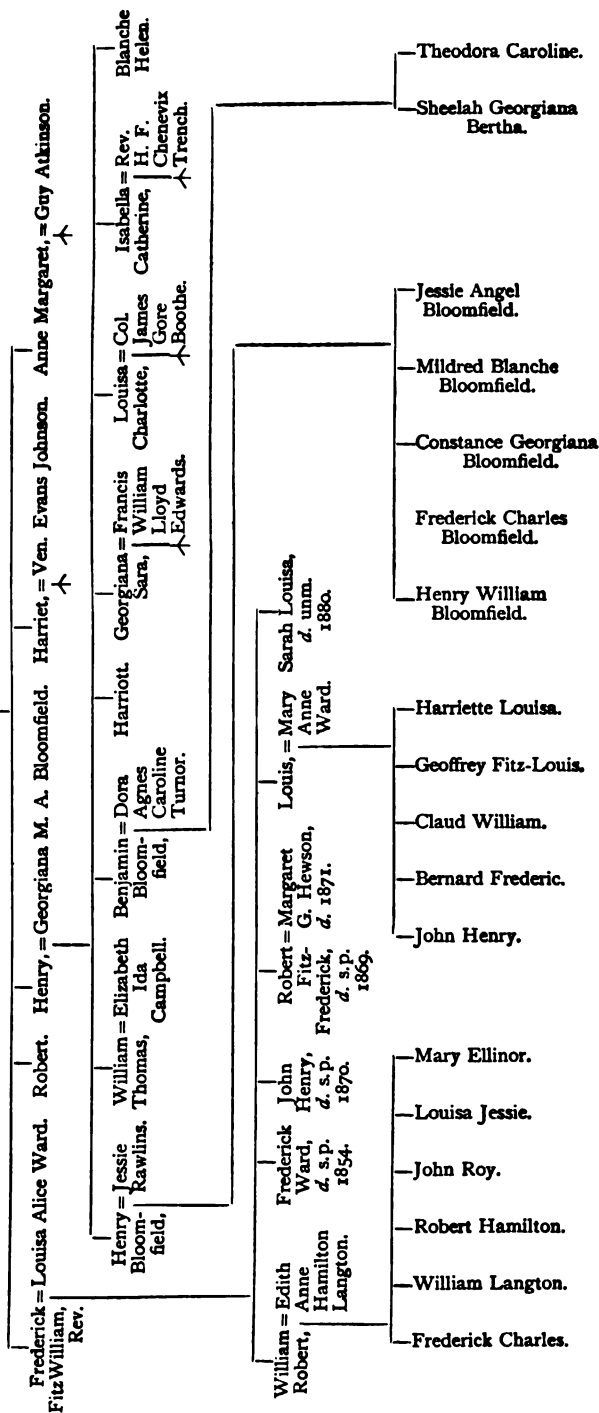 Frederick = Louisa Alice Ward.
FitzWilliam,
Rev.
Robert.
Henry, = Georgiana M. A. Bloomfield.
Harriet, = Ven. Evans Johnson.
Anne Margaret, = Guy Atkinson.
Henry = Jessie
Bloom- Rawlins.
field,
William = Elizabeth
Thomas, Ida
Campbell.
Benjamin = Dora
Bloom- Agnes
field, Caroline
Turnor.
Harriott.
Georgiana = Francis
Sara, William
Lloyd
Edwards.
Louisa = Col.
Charlotte, James
Gore
Boothe.
Isabella = Rev.
Catherine, H. F.
Chenevix
Trench.
Blanche
Helen.
William = Edith
Robert, Anne
Hamilton
Langton.
Frederick
Ward,
d. s.p.
1854.
John
Henry,
d. s.p.
1870.
Robert = Margaret
Fitz- G. Hewson,
Frederick, d. 1871.
d. s.p.
1869.
Louis, = Mary
Anne
Ward.
Sarah Louisa,
d. unm.
1880.
Theodora Caroline.
Sheelah Georgiana
Bertha.
Jessie Angel
Bloomfield.
Mildred Blanche
Bloomfield.
Constance Georgiana
Bloomfield.
Frederick Charles
Bloomfield.
Henry William
Bloomfield.
Harriette Louisa.
Geoffrey Fitz-Louis.
Claud William.
Bernard Frederic.
John Henry.
Mary Ellinor.
Louisa Jessie.
John Roy.
Robert Hamilton.
William Langton.
Frederick Charles.